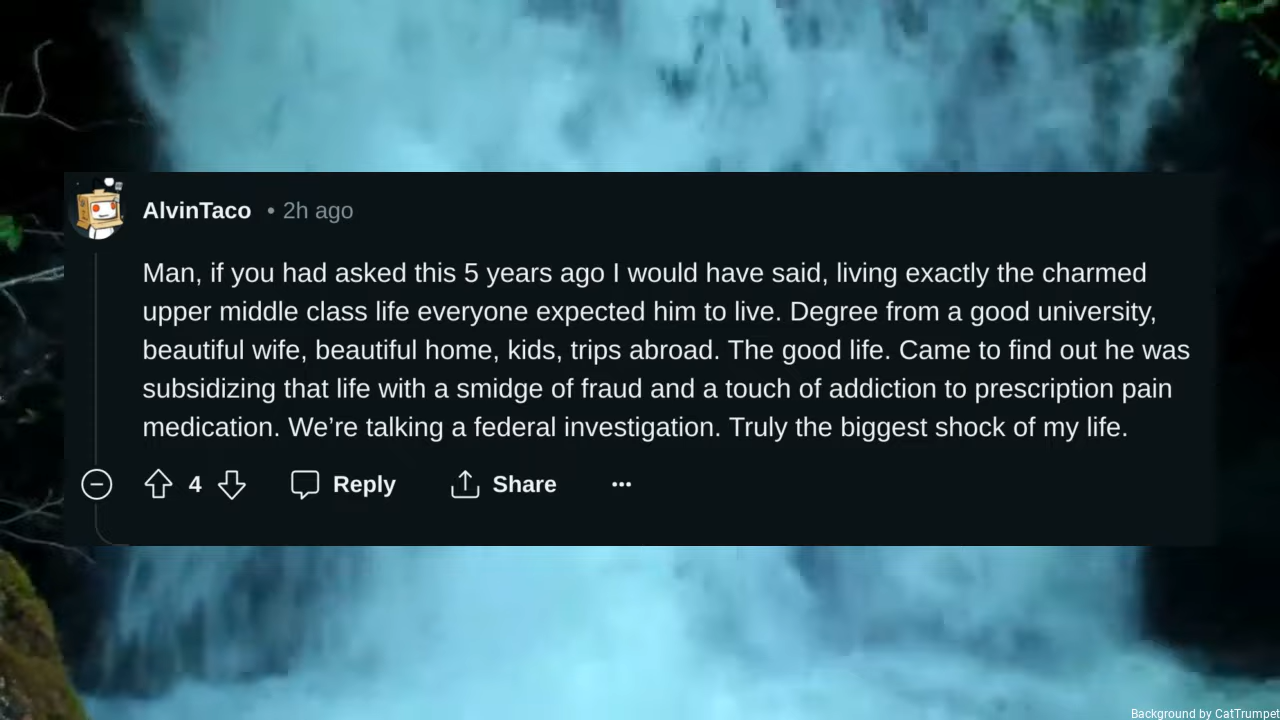 AlvinTaco • 2h ago
Man, if you had asked this 5 years ago I would have said, living exactly the charmed
upper middle class life everyone expected him to live. Degree from a good university,
beautiful wife, beautiful home, kids, trips abroad. The good life. Came to find out he was
subsidizing that life with a smidge of fraud and a touch of addiction to prescription pain
medication. We’re talking a federal investigation. Truly the biggest shock of my life.
4 Reply Share •••
Background by CatTrumpet